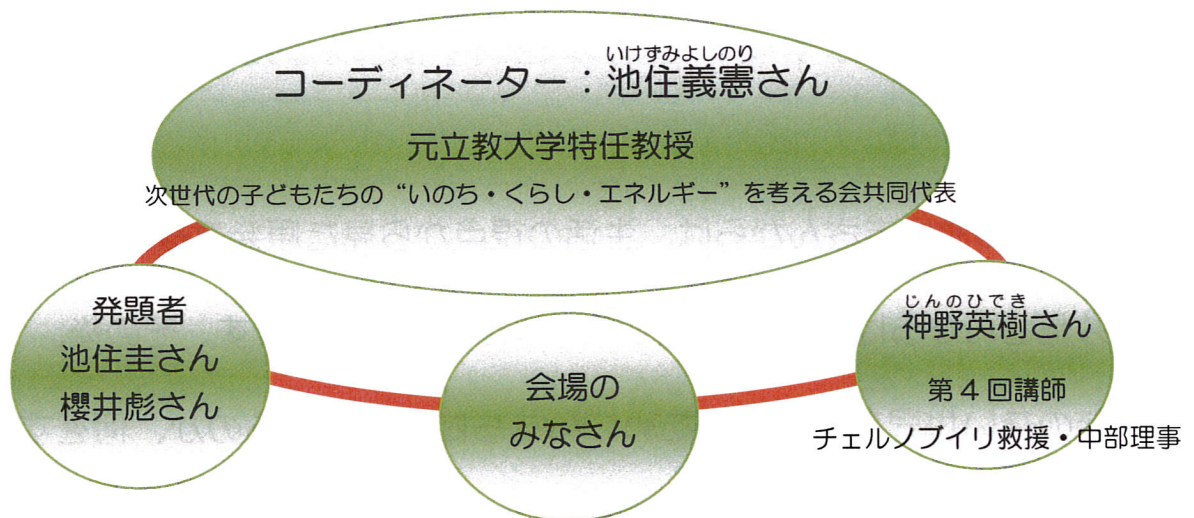 いけずみよしのり
コーディネーター：池住義憲さん
元立教大学特任教授
次世代の子どもたちの“いのち・くらし・エネルギー”を考える会共同代表
発題者
池住圭さん
櫻井彪さん
会場の
みなさん
じんのひでき
神野英樹さん
第４回講師
チェルノブイリ救援・中部理事